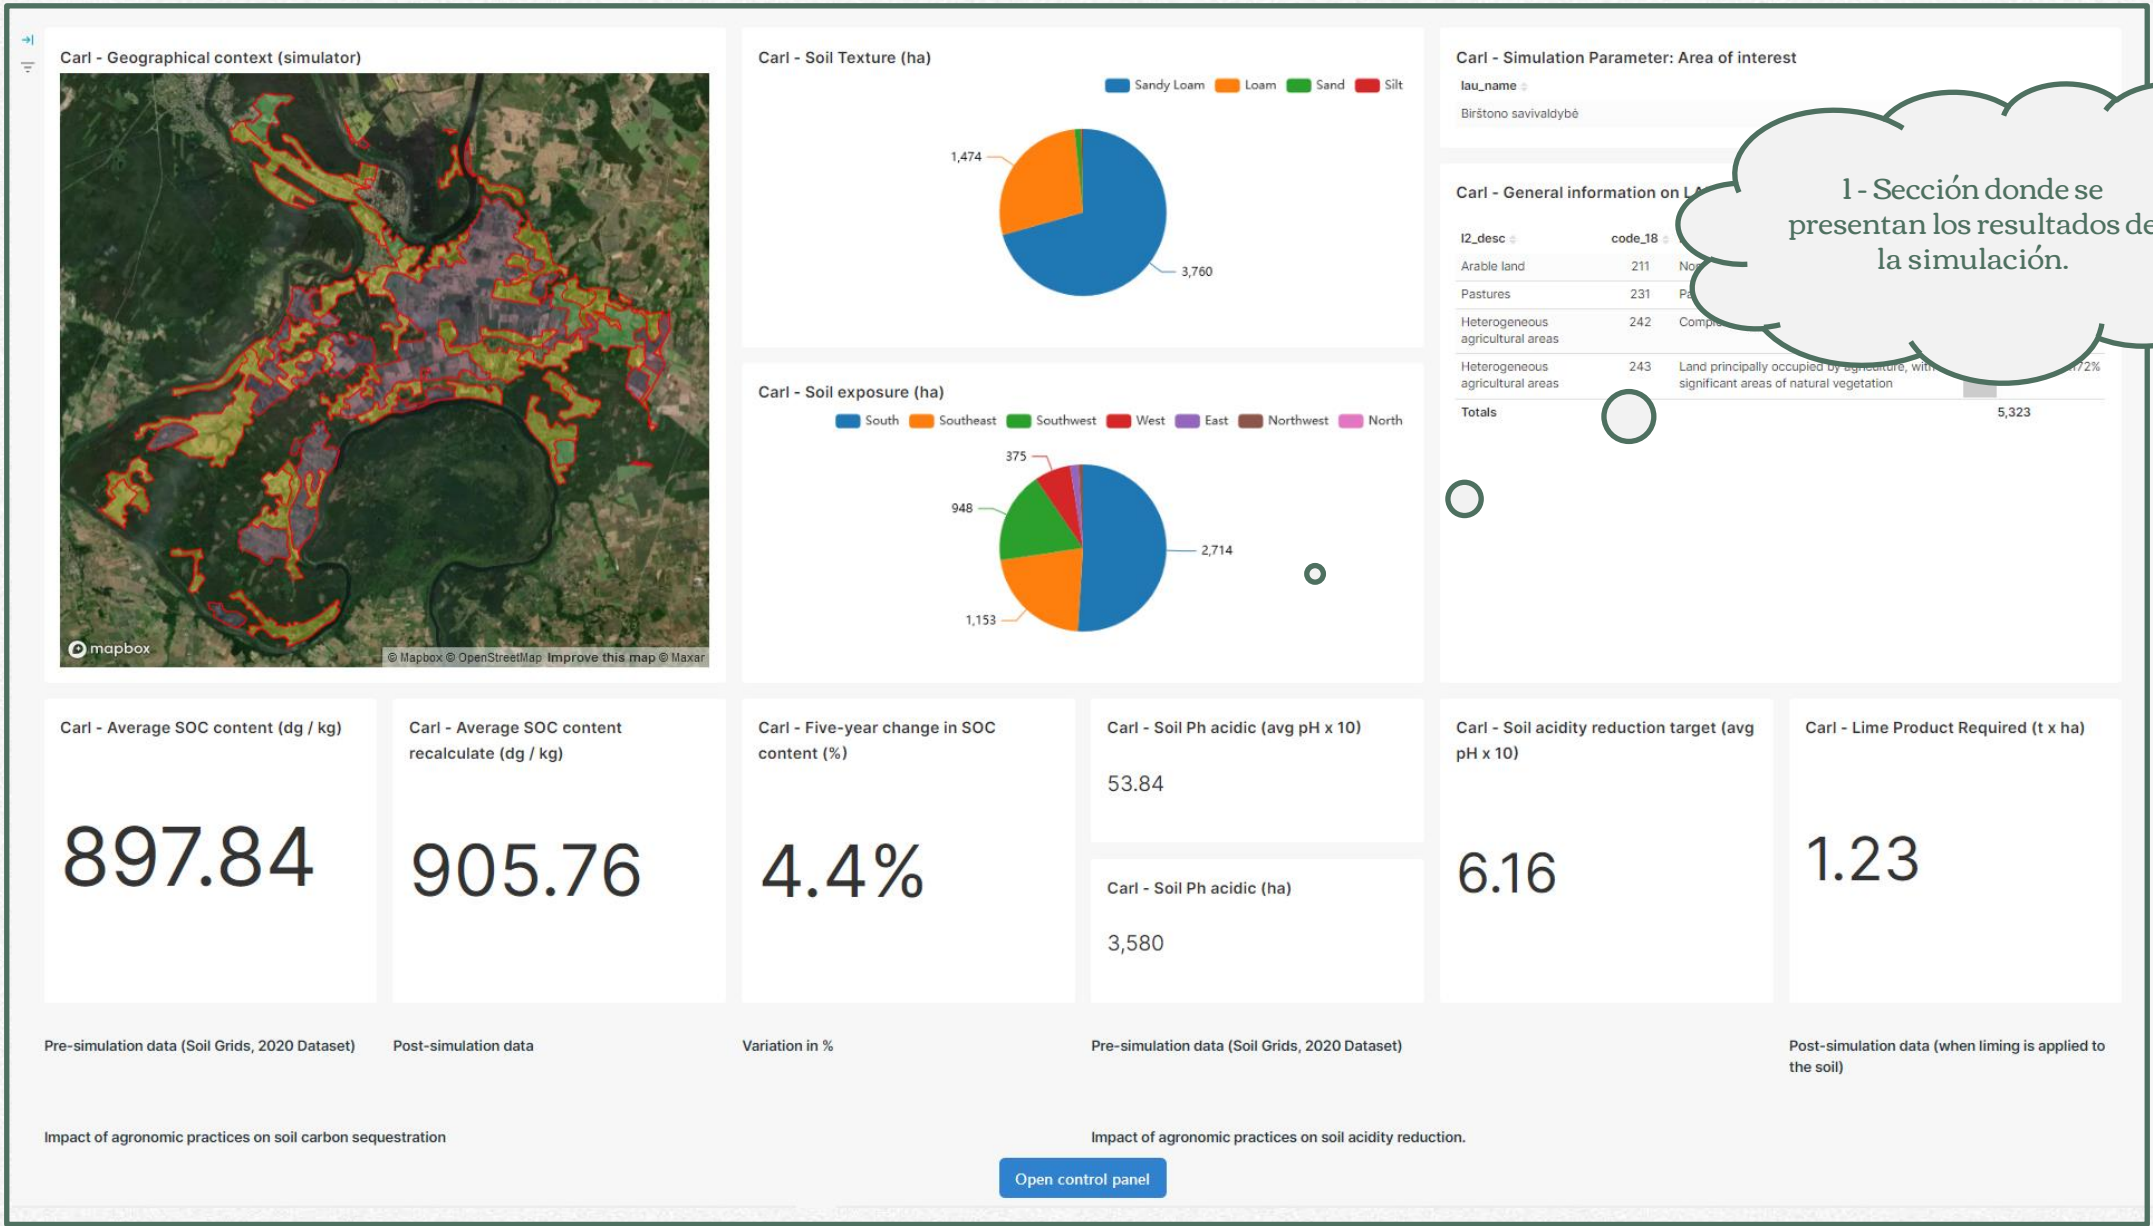 Carl - Geographical context (simulator)
mapbox
© Mapbox © OpenStreetMap Improve this map © Maxar
Carl - Soil Texture (ha)
Sandy Loam Loam Sand Silt
1,474
3,760
Carl - Soil exposure (ha)
South Southeast Southwest West East Northwest North
375
948
2,714
1,153
Carl - Simulation Parameter: Area of interest
lau_name
Birštono savivaldybė
Carl - General information on
l2_desc code_18
Arable land 211
Pastures 231
Heterogeneous 242
agricultural areas
Heterogeneous 243 Land principally occupied by agriculture, with
agricultural areas significant areas of natural vegetation
Totals 5,323
1 - Sección donde se
presentan los resultados de
la simulación.
Carl - Average SOC content (dg / kg)
897.84
Carl - Average SOC content
recalculate (dg / kg)
905.76
Carl - Five-year change in SOC
content (%)
4.4%
Carl - Soil Ph acidic (avg pH x 10)
53.84
Carl - Soil Ph acidic (ha)
3,580
Carl - Soil acidity reduction target (avg
pH x 10)
6.16
Carl - Lime Product Required (t x ha)
1.23
Pre-simulation data (Soil Grids, 2020 Dataset)
Post-simulation data
Variation in %
Pre-simulation data (Soil Grids, 2020 Dataset)
Post-simulation data (when liming is applied to
the soil)
Impact of agronomic practices on soil carbon sequestration
Impact of agronomic practices on soil acidity reduction.
Open control panel